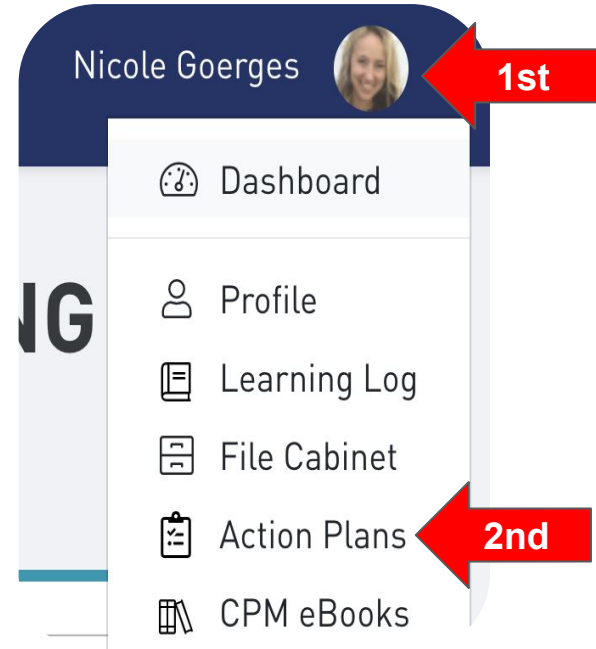 Nicole Goerges
1st
Dashboard
NG
Profile
Learning Log
File Cabinet
Action Plans
2nd
CPM eBooks